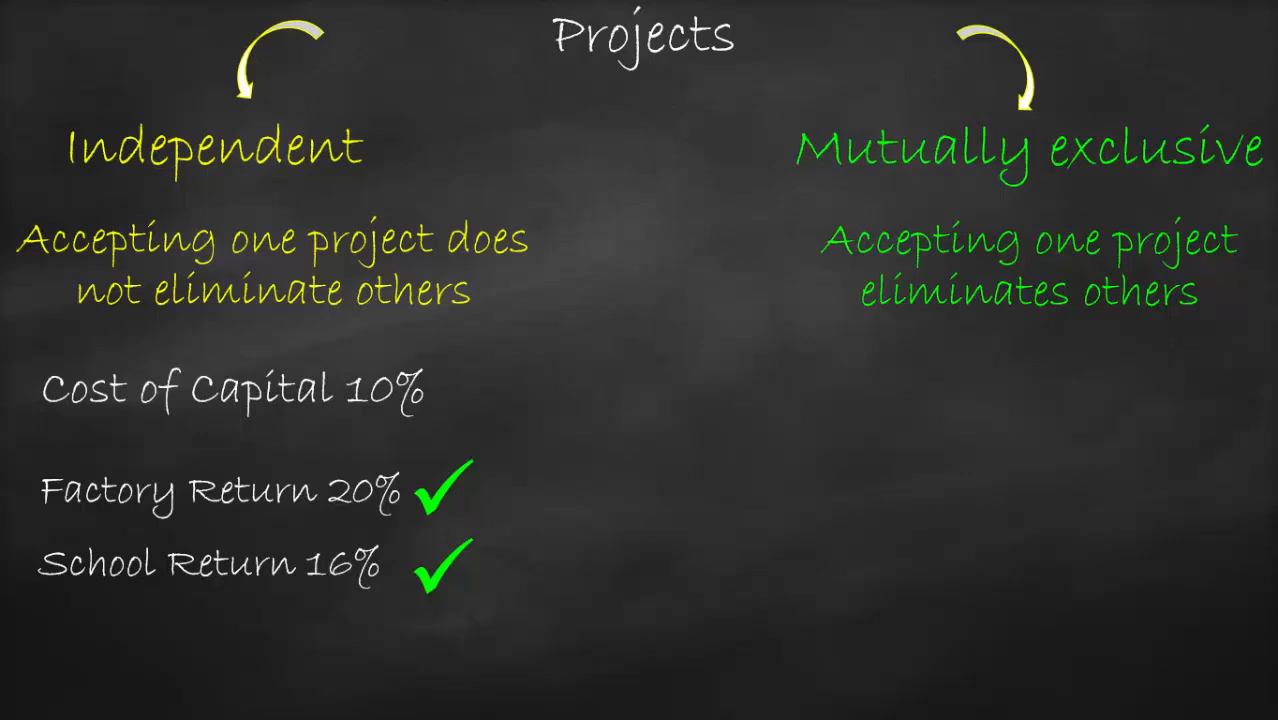 Projects
Independent
Accepting one project does
not eliminate others
Cost of Capital 10%
Factory Return 20%
School Return 16%
Mutually exclusive
Accepting one project
eliminates others